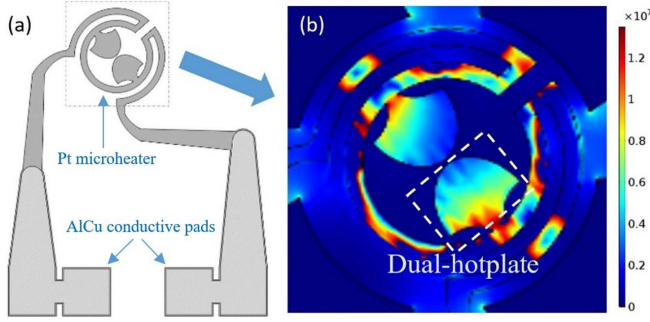 (a)
Pt microheater
AlCu conductive pads
(b)
Dual-hotplate
×10⁷
1.2
1
0.8
0.6
0.4
0.2
0